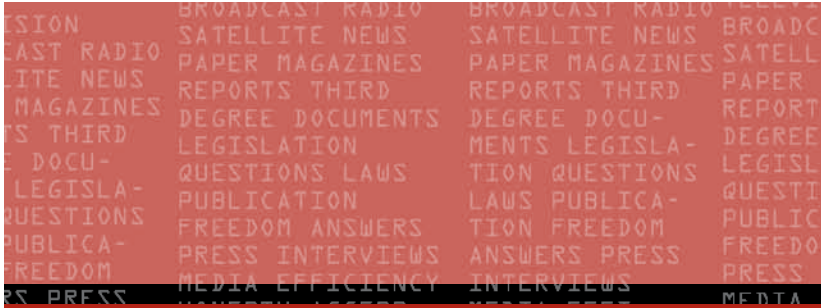 ISION
CAST RADIO
LITE NEWS
MAGAZINES
TS THIRD
E DOCU-
LEGISLA-
QUESTIONS
PUBLICA-
FREEDOM
RS PRESS
BROADCAST RADIO
SATELLITE NEWS
PAPER MAGAZINES
REPORTS THIRD
DEGREE DOCUMENTS
LEGISLATION
QUESTIONS LAWS
PUBLICATION
FREEDOM ANSWERS
PRESS INTERVIEWS
MEDIA EFFICIENCY
BROADCAST RADIO
SATELLITE NEWS
PAPER MAGAZINES
REPORTS THIRD
DEGREE DOCU-
MENTS LEGISLA-
TION QUESTIONS
LAWS PUBLICA-
TION FREEDOM
ANSWERS PRESS
INTERVIEWS
BROADC
SATELL
PAPER
REPORT
DEGREE
LEGISL
QUESTI
PUBLIC
FREEDO
PRESS
MEDIA